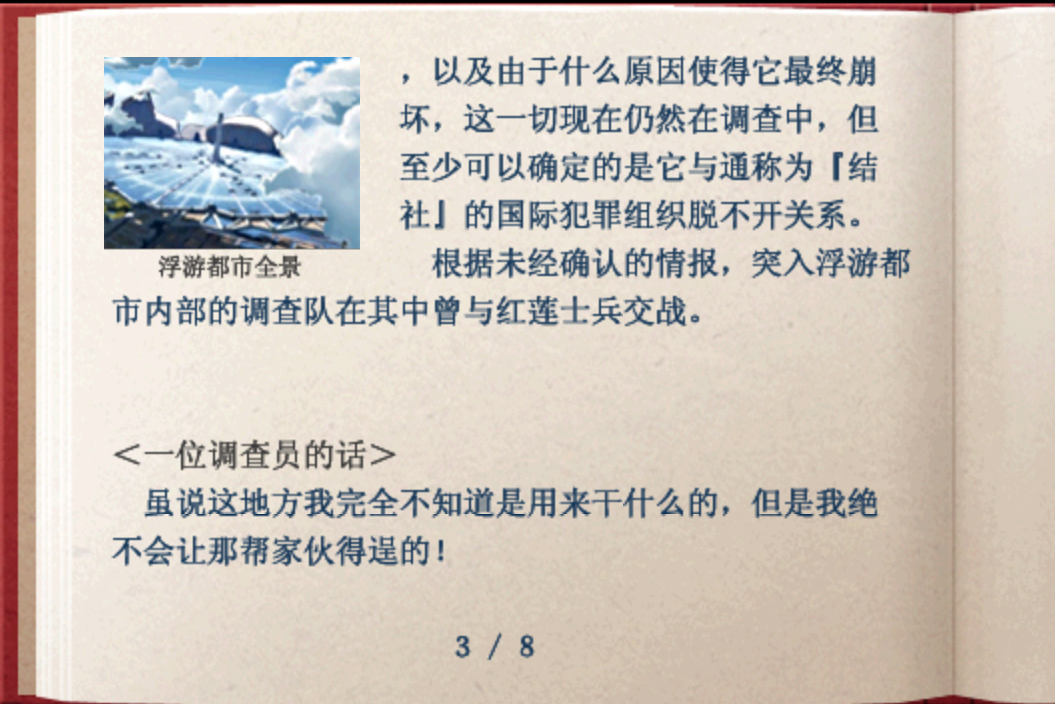 ，以及由于什么原因使得它最终崩
坏，这一切现在仍然在调查中，但
至少可以确定的是它与通称为『结
社』的国际犯罪组织脱不开关系。
浮游都市全景
根据未经确认的情报，突入浮游都
市内部的调查队在其中曾与红莲士兵交战。
＜一位调查员的话＞
虽说这地方我完全不知道是用来干什么的，但是我绝
不会让那帮家伙得逞的！
3 / 8